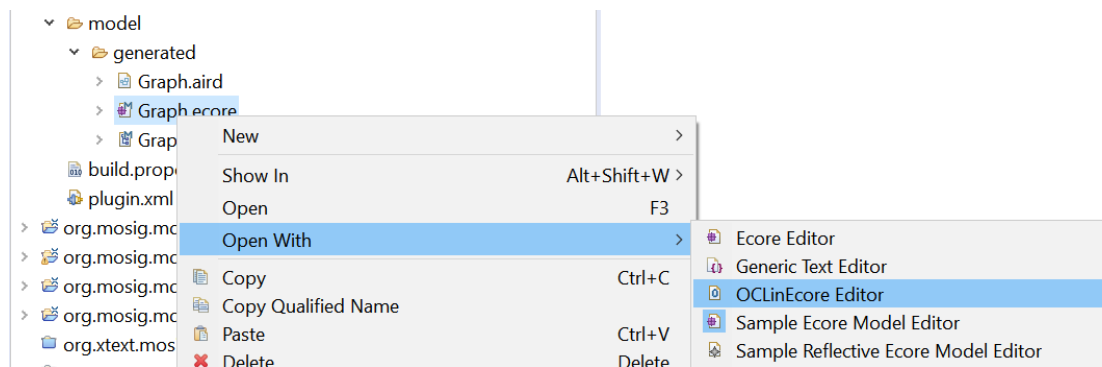 model
generated
Graph.aird
Graph.ecore
Grap
build.prop
plugin.xml
org.mosig.mo
org.mosig.mo
org.mosig.mo
org.mosig.mo
org.xtext.mos
New
Show In Alt+Shift+W
Open F3
Open With
Copy Ctrl+C
Copy Qualified Name
Paste Ctrl+V
Delete Delete
Ecore Editor
Generic Text Editor
OCLinEcore Editor
Sample Ecore Model Editor
Sample Reflective Ecore Model Editor